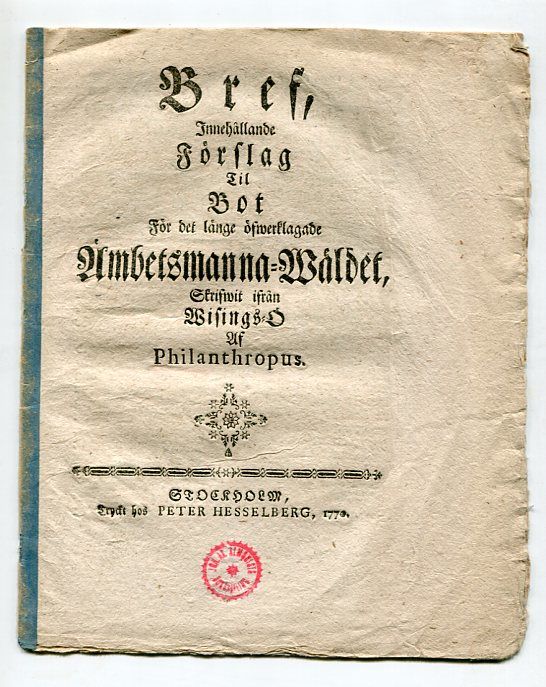 Bref,
Innehållande
Förslag
Til
Bot
För det länge öfwerklagade
Ämbetsmanna-Wäldet,
Skrifwit ifrån
Wisings-Ö
Af
Philanthropus.
STOCKHOLM,
Tryckt hos PETER HESSELBERG, 1770.